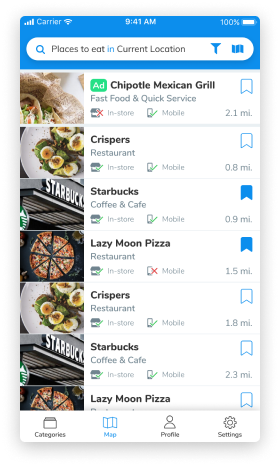 Carrier 9:41 AM 100%
Places to eat in Current Location
Ad Chipotle Mexican Grill
Fast Food & Quick Service
In-store Mobile 2.1 mi.
Crispers
Restaurant
In-store Mobile 0.8 mi.
STARBUCKS
Starbucks
Coffee & Cafe
In-store Mobile 0.9 mi.
Lazy Moon Pizza
Restaurant
In-store Mobile 1.5 mi.
Crispers
Restaurant
In-store Mobile 1.8 mi.
STARBUCKS
Starbucks
Coffee & Cafe
In-store Mobile 2.3 mi.
Lazy Moon Pizza
Restaurant
Categories Map Profile Settings